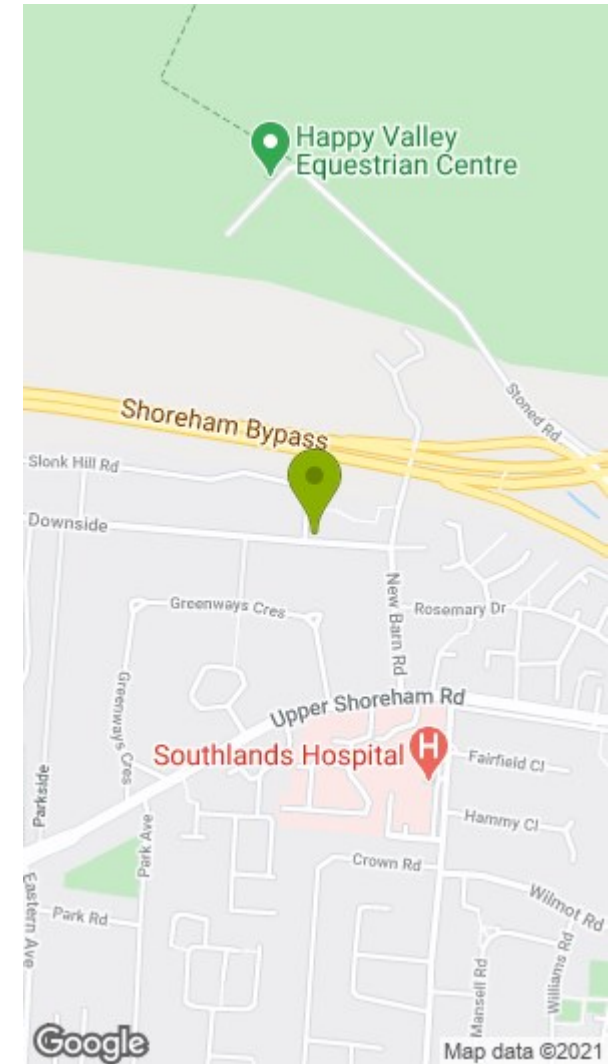 Happy Valley
Equestrian Centre
Stoned Rd
Shoreham Bypass
Slonk Hill Rd
Downside
Greenways Cres
New Barn Rd
Rosemary Dr
Greenways Cres
Upper Shoreham Rd
Southlands Hospital
H
Fairfield Cl
Parkside
Park Ave
Hammy Cl
Crown Rd
Eastern Ave
Park Rd
Wilmot Rd
Mansell Rd
Williams Rd
Google
Map data ©2021